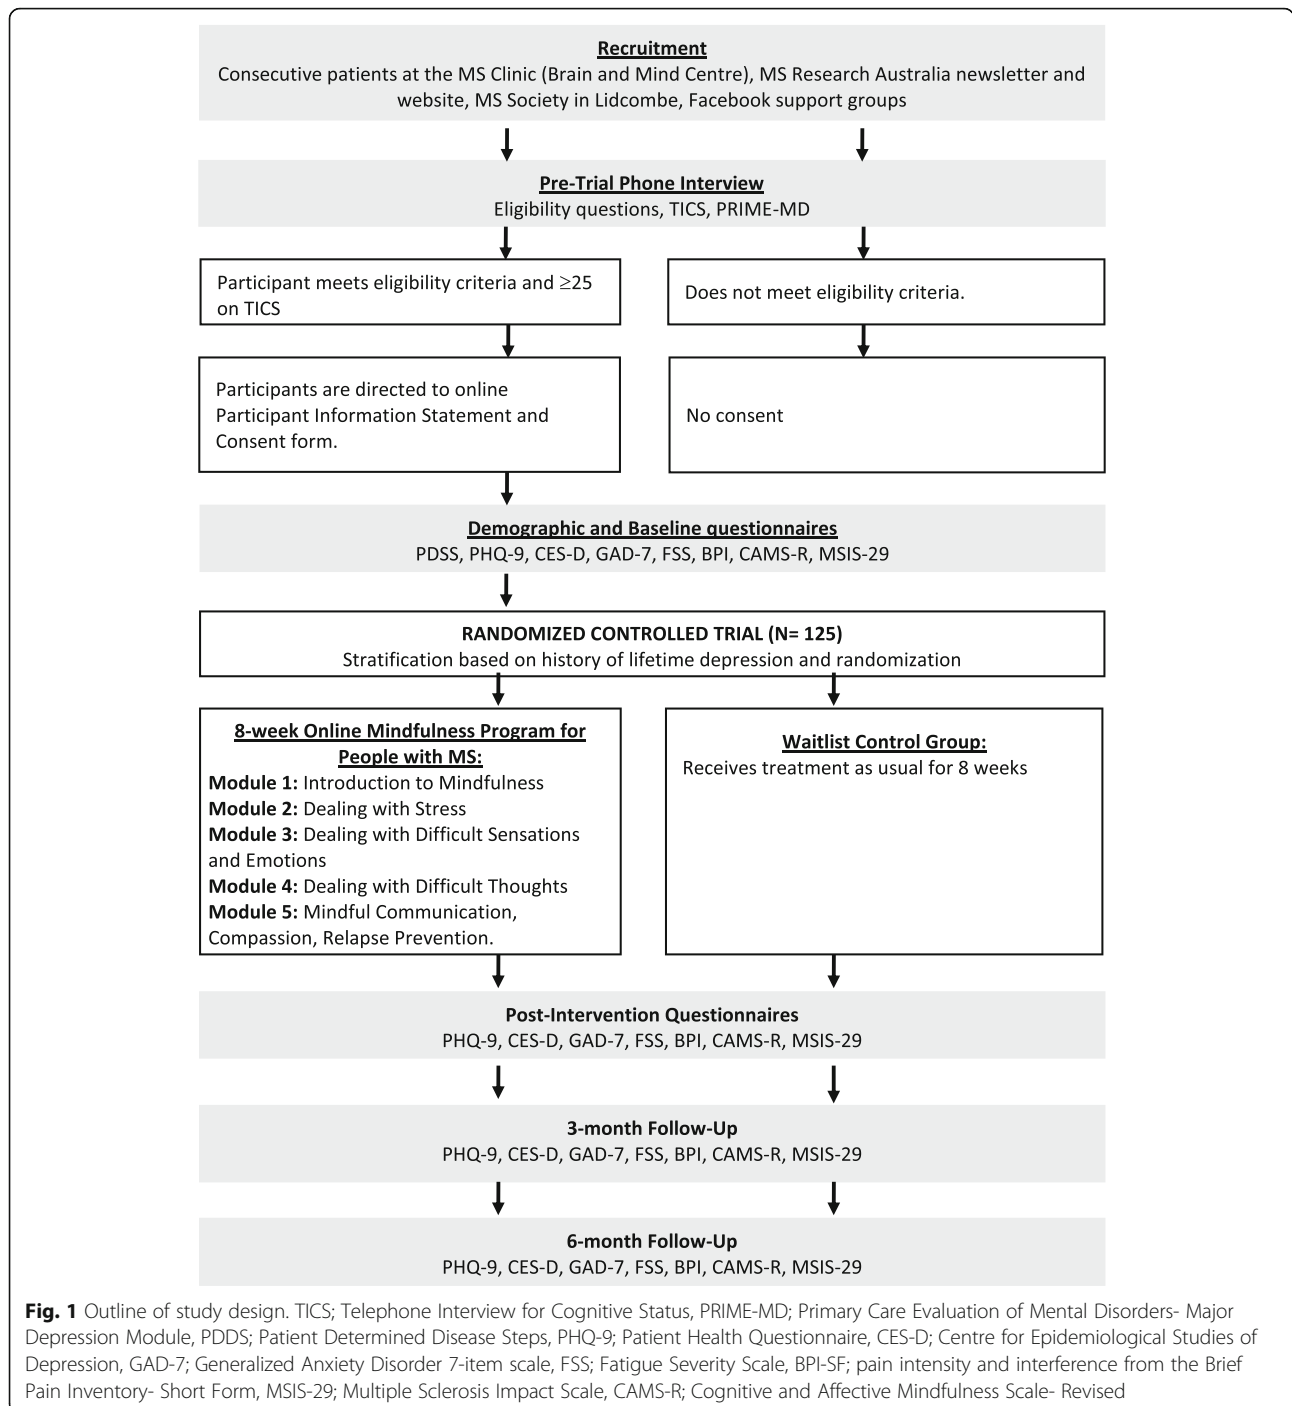 Recruitment
Consecutive patients at the MS Clinic (Brain and Mind Centre), MS Research Australia newsletter and
website, MS Society in Lidcombe, Facebook support groups
Pre-Trial Phone Interview
Eligibility questions, TICS, PRIME-MD
Participant meets eligibility criteria and ≥25
on TICS
Does not meet eligibility criteria.
Participants are directed to online
Participant Information Statement and
Consent form.
No consent
Demographic and Baseline questionnaires
PDSS, PHQ-9, CES-D, GAD-7, FSS, BPI, CAMS-R, MSIS-29
RANDOMIZED CONTROLLED TRIAL (N= 125)
Stratification based on history of lifetime depression and randomization
8-week Online Mindfulness Program for
People with MS:
Module 1: Introduction to Mindfulness
Module 2: Dealing with Stress
Module 3: Dealing with Difficult Sensations
and Emotions
Module 4: Dealing with Difficult Thoughts
Module 5: Mindful Communication,
Compassion, Relapse Prevention.
Waitlist Control Group:
Receives treatment as usual for 8 weeks
Post-Intervention Questionnaires
PHQ-9, CES-D, GAD-7, FSS, BPI, CAMS-R, MSIS-29
3-month Follow-Up
PHQ-9, CES-D, GAD-7, FSS, BPI, CAMS-R, MSIS-29
6-month Follow-Up
PHQ-9, CES-D, GAD-7, FSS, BPI, CAMS-R, MSIS-29
Fig. 1 Outline of study design. TICS; Telephone Interview for Cognitive Status, PRIME-MD; Primary Care Evaluation of Mental Disorders- Major
Depression Module, PDDS; Patient Determined Disease Steps, PHQ-9; Patient Health Questionnaire, CES-D; Centre for Epidemiological Studies of
Depression, GAD-7; Generalized Anxiety Disorder 7-item scale, FSS; Fatigue Severity Scale, BPI-SF; pain intensity and interference from the Brief
Pain Inventory- Short Form, MSIS-29; Multiple Sclerosis Impact Scale, CAMS-R; Cognitive and Affective Mindfulness Scale- Revised